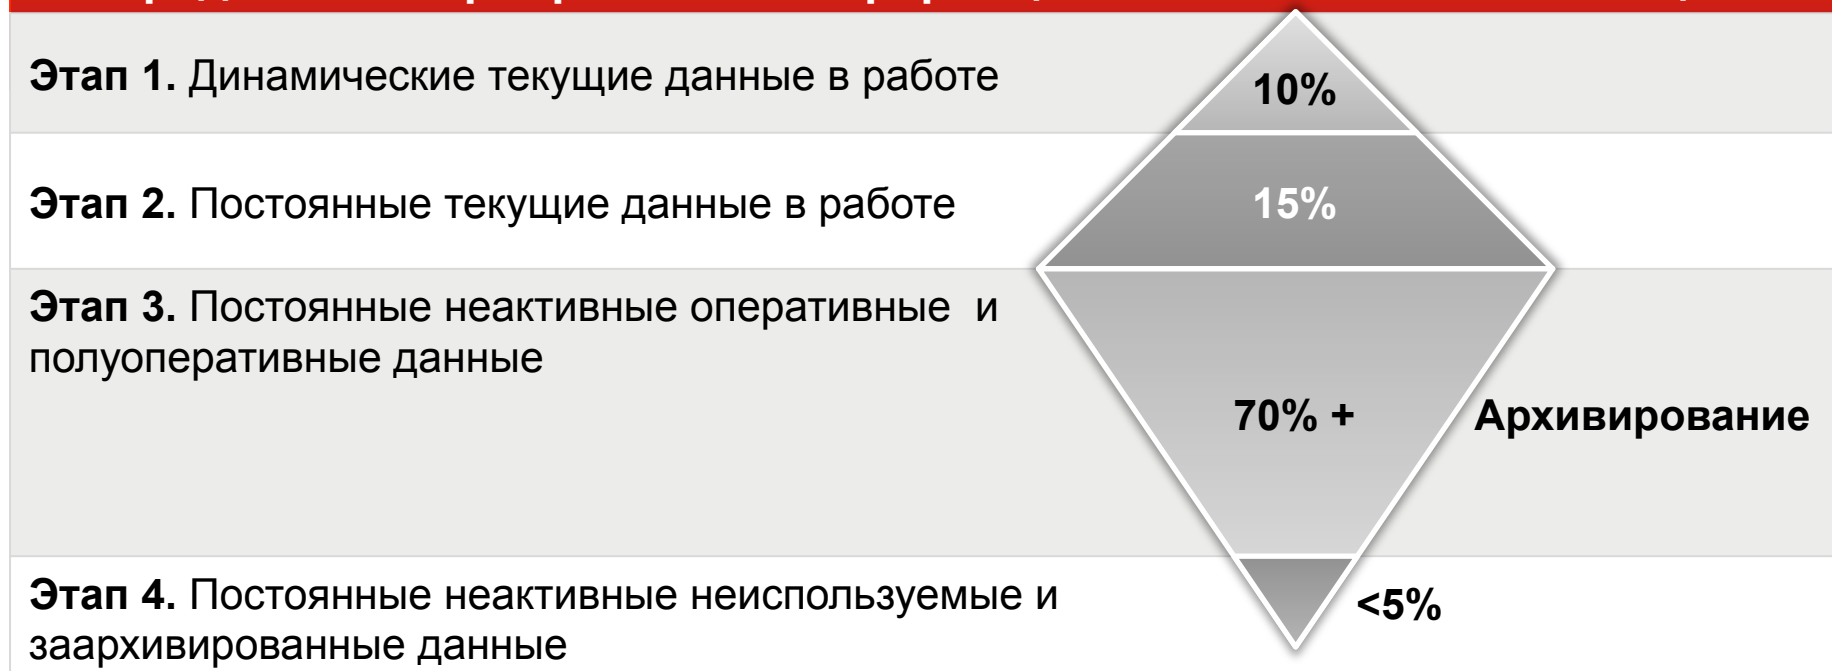 Этап 1. Динамические текущие данные в работе
10%
Этап 2. Постоянные текущие данные в работе
15%
Этап 3. Постоянные неактивные оперативные и
полуоперативные данные
70% +
Архивирование
Этап 4. Постоянные неактивные неиспользуемые и
заархивированные данные
<5%